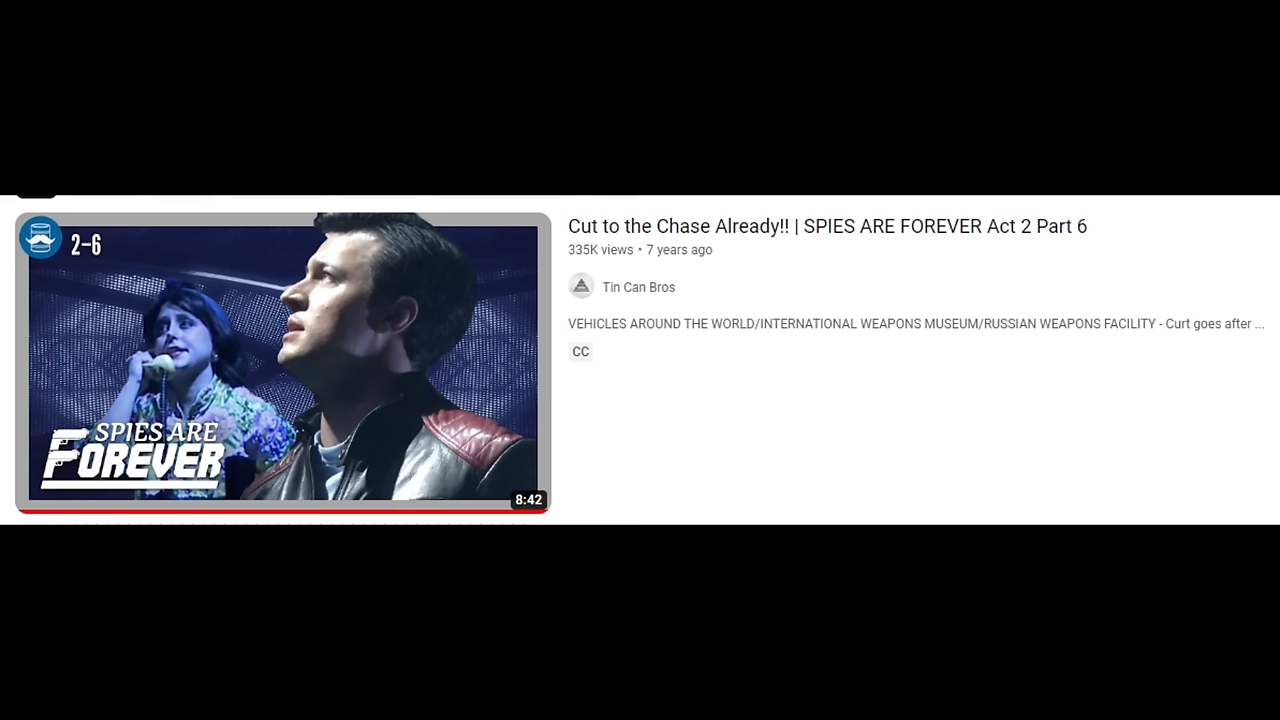 2-6
SPIES ARE
FOREVER
8:42
Cut to the Chase Already!! | SPIES ARE FOREVER Act 2 Part 6
335K views • 7 years ago
Tin Can Bros
VEHICLES AROUND THE WORLD/INTERNATIONAL WEAPONS MUSEUM/RUSSIAN WEAPONS FACILITY - Curt goes after ...
CC